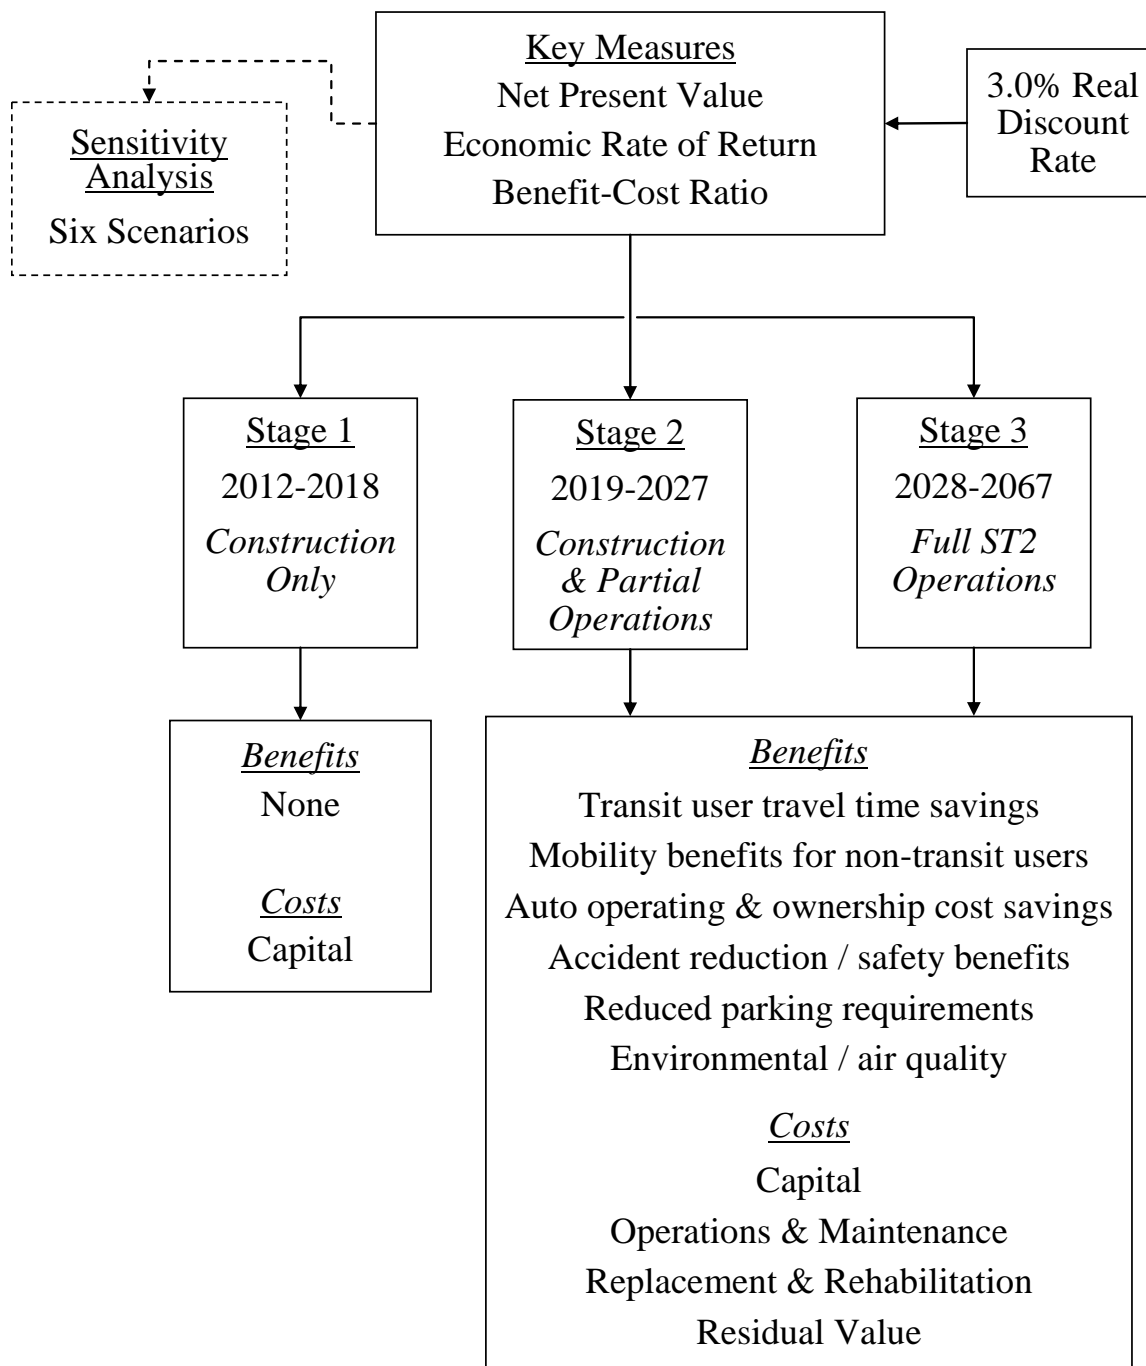 Key Measures
Net Present Value
Economic Rate of Return
Benefit-Cost Ratio
3.0% Real
Discount
Rate
Sensitivity
Analysis
Six Scenarios
Stage 1
2012-2018
Construction
Only
Stage 2
2019-2027
Construction
& Partial
Operations
Stage 3
2028-2067
Full ST2
Operations
Benefits
None
Costs
Capital
Benefits
Transit user travel time savings
Mobility benefits for non-transit users
Auto operating & ownership cost savings
Accident reduction / safety benefits
Reduced parking requirements
Environmental / air quality
Costs
Capital
Operations & Maintenance
Replacement & Rehabilitation
Residual Value